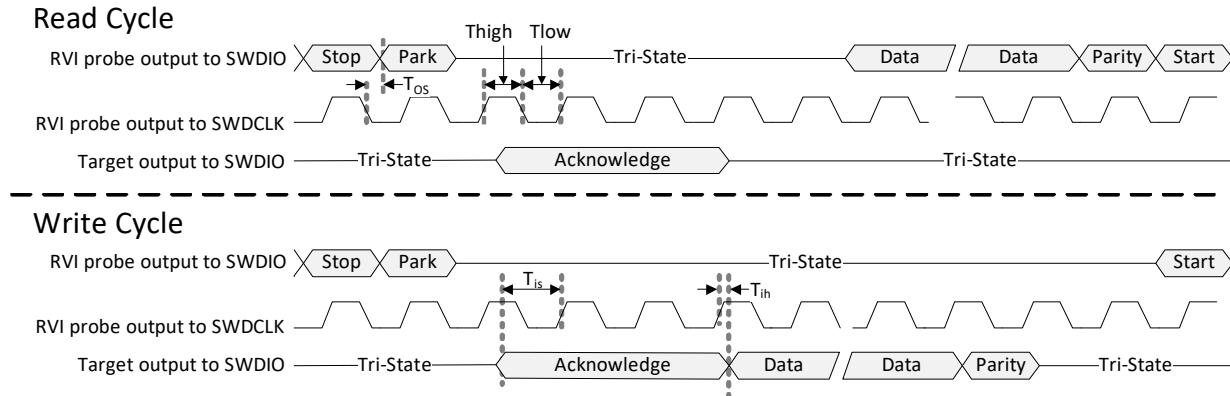 Read Cycle
Thigh Tlow
RVI probe output to SWDIO Stop Park Tri-State Data Data Parity Start
Tos
RVI probe output to SWDCLK
Target output to SWDIO Tri-State Acknowledge Tri-State
Write Cycle
RVI probe output to SWDIO Stop Park Tri-State Start
Tis Tih
RVI probe output to SWDCLK
Target output to SWDIO Tri-State Acknowledge Data Data Parity Tri-State